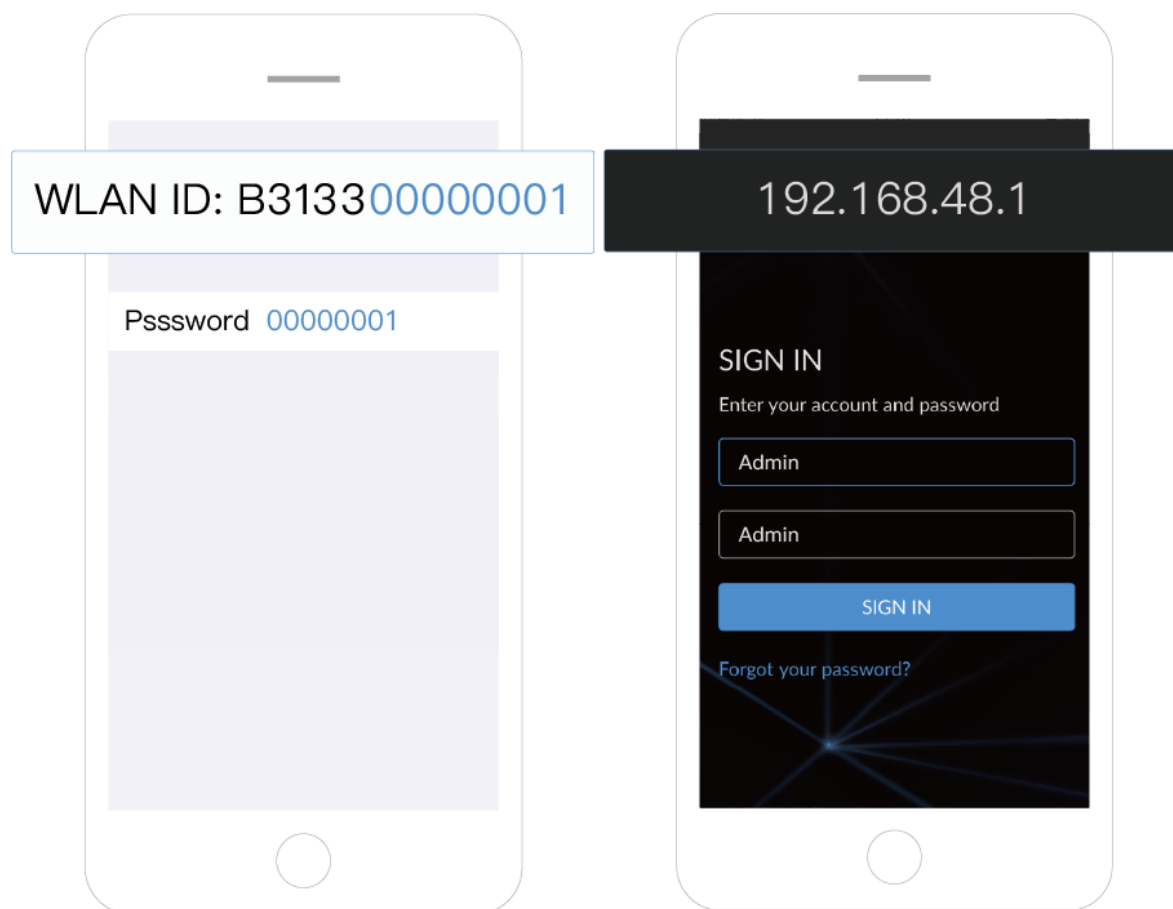 WLAN ID: B313300000001
Psssword 00000001
192.168.48.1
SIGN IN
Enter your account and password
Admin
Admin
SIGN IN
Forgot your password?